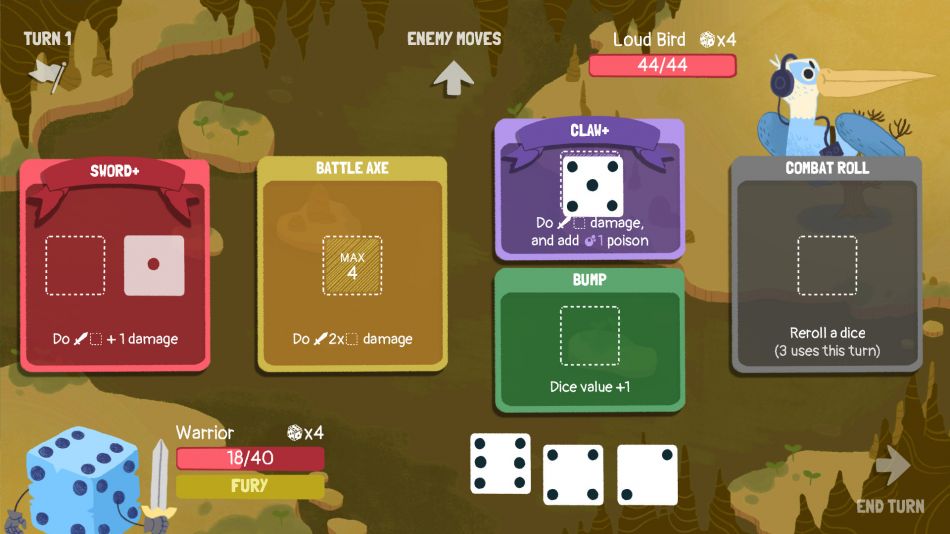 TURN 1
ENEMY MOVES
Loud Bird x4
44/44
SWORD+
Do + 1 damage
BATTLE AXE
MAX
4
Do 2x damage
CLAW+
Do damage,
and add 1 poison
BUMP
Dice value +1
COMBAT ROLL
Reroll a dice
(3 uses this turn)
Warrior x4
18/40
FURY
END TURN